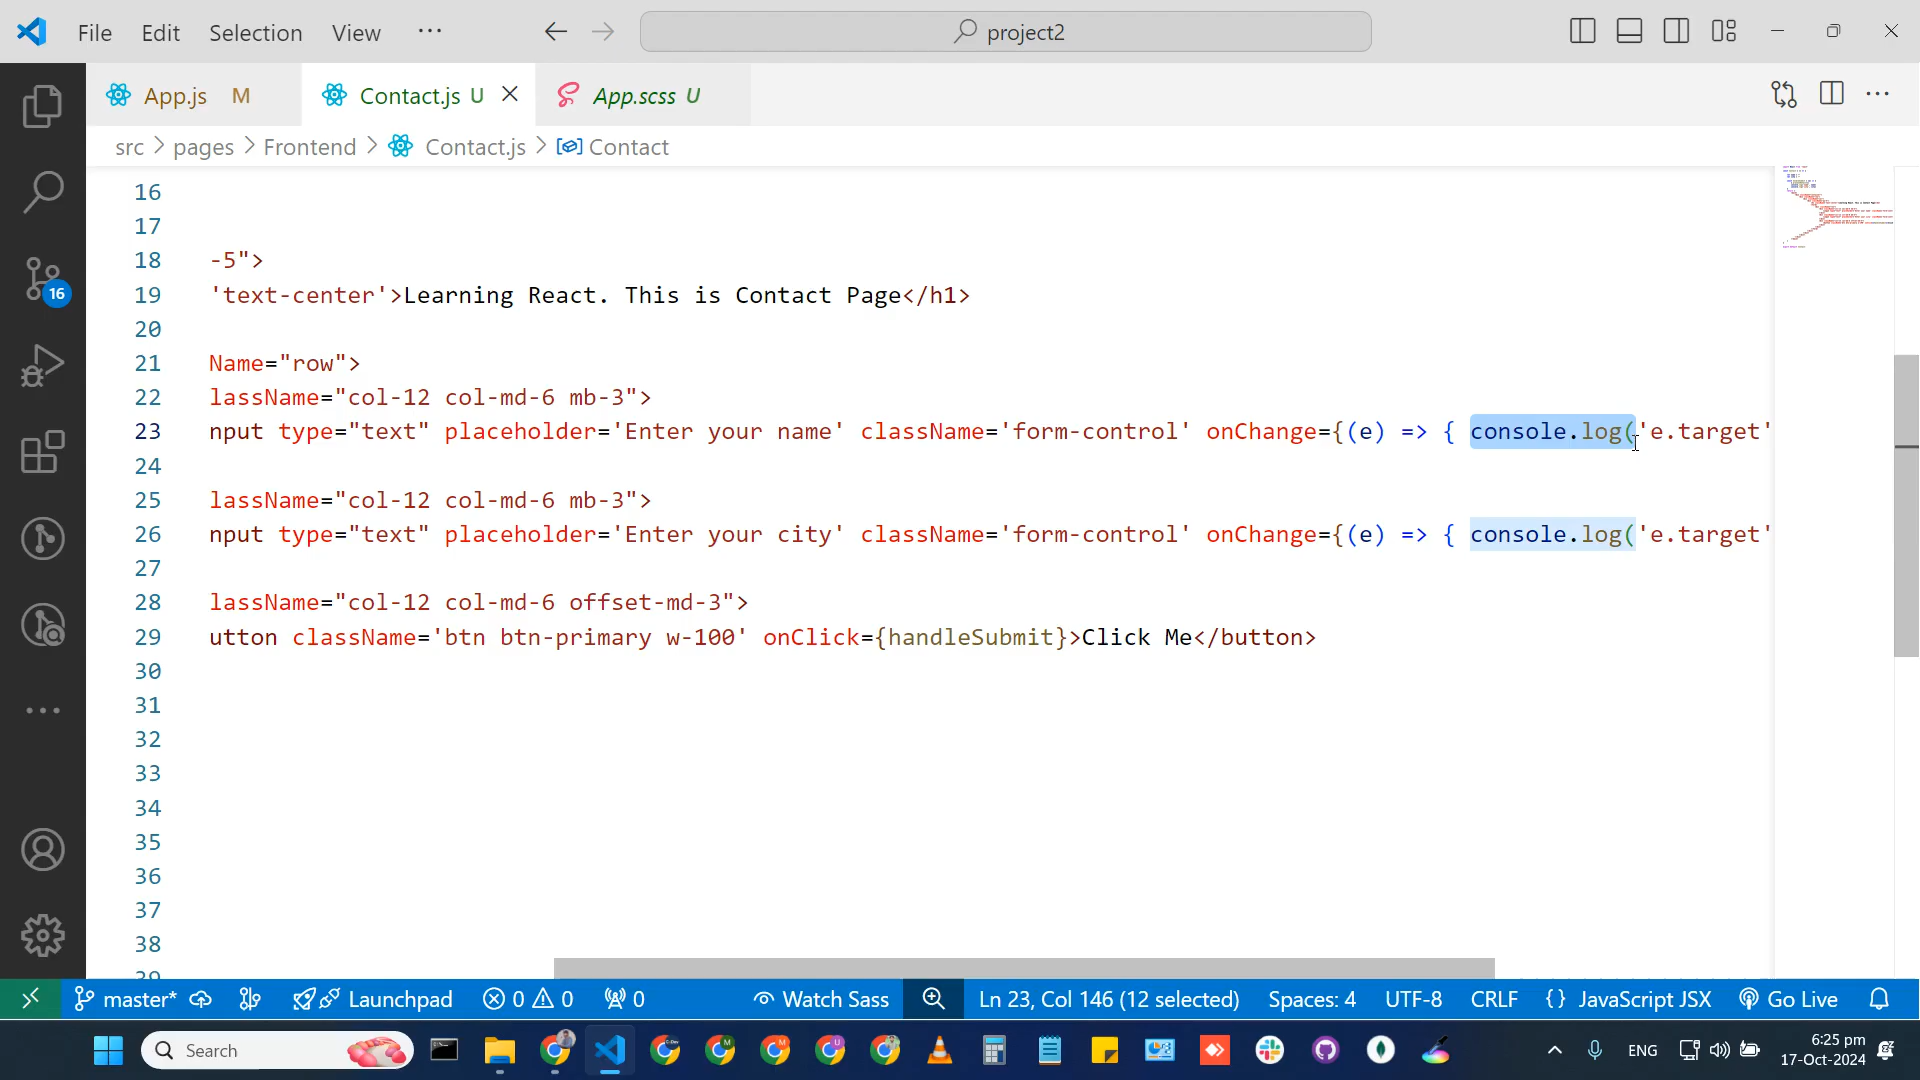 File Edit Selection View ··· project2
App.js M Contact.js U App.scss U
src > pages > Frontend > Contact.js > Contact
16
17
18 -5">
19 'text-center'>Learning React. This is Contact Page</h1>
20
21 Name="row">
22 lassName="col-12 col-md-6 mb-3">
23 nput type="text" placeholder='Enter your name' className='form-control' onChange={(e) => { console.log('e.target'
24
25 lassName="col-12 col-md-6 mb-3">
26 nput type="text" placeholder='Enter your city' className='form-control' onChange={(e) => { console.log('e.target'
27
28 lassName="col-12 col-md-6 offset-md-3">
29 utton className='btn btn-primary w-100' onClick={handleSubmit}>Click Me</button>
30
31
32
33
34
35
36
37
38
39
16
master* Launchpad 0 0 0 Watch Sass Ln 23, Col 146 (12 selected) Spaces: 4 UTF-8 CRLF {} JavaScript JSX Go Live
Search ENG 6:25 pm
17-Oct-2024